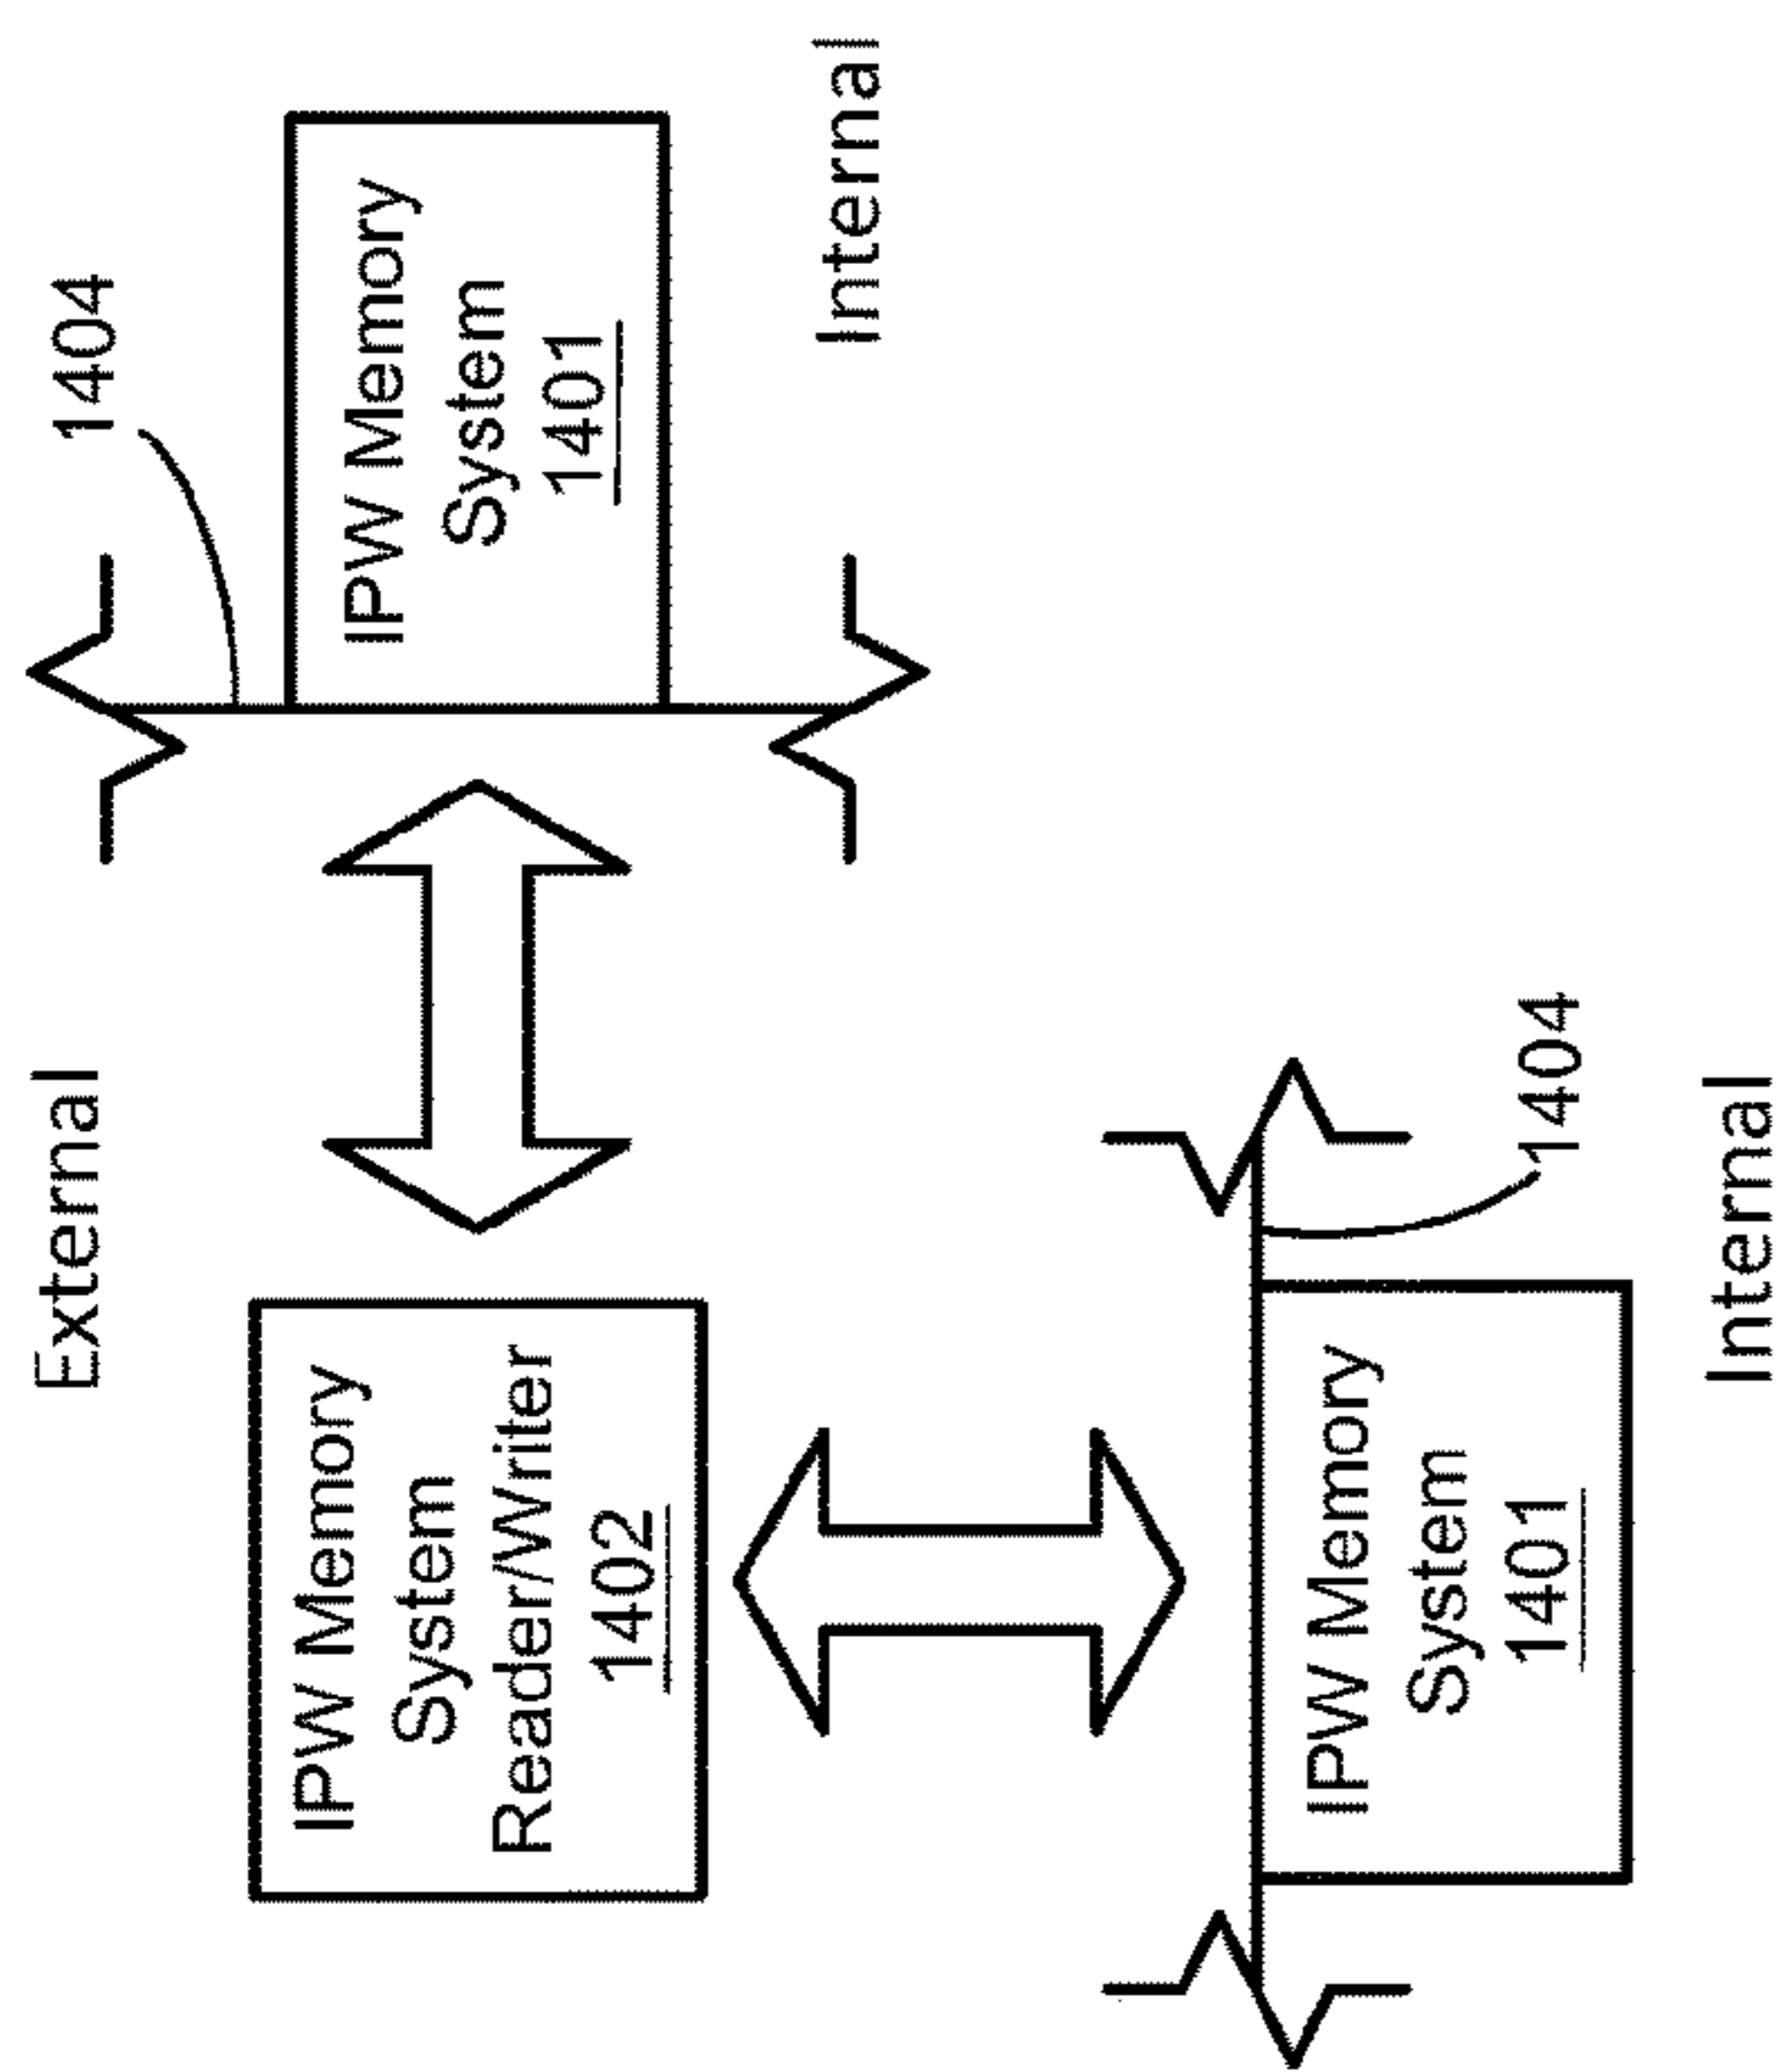 External
1404
IPW Memory
System
Reader/Writer
1402
IPW Memory
System
1401
Internal
IPW Memory
System
1401
1404
Internal